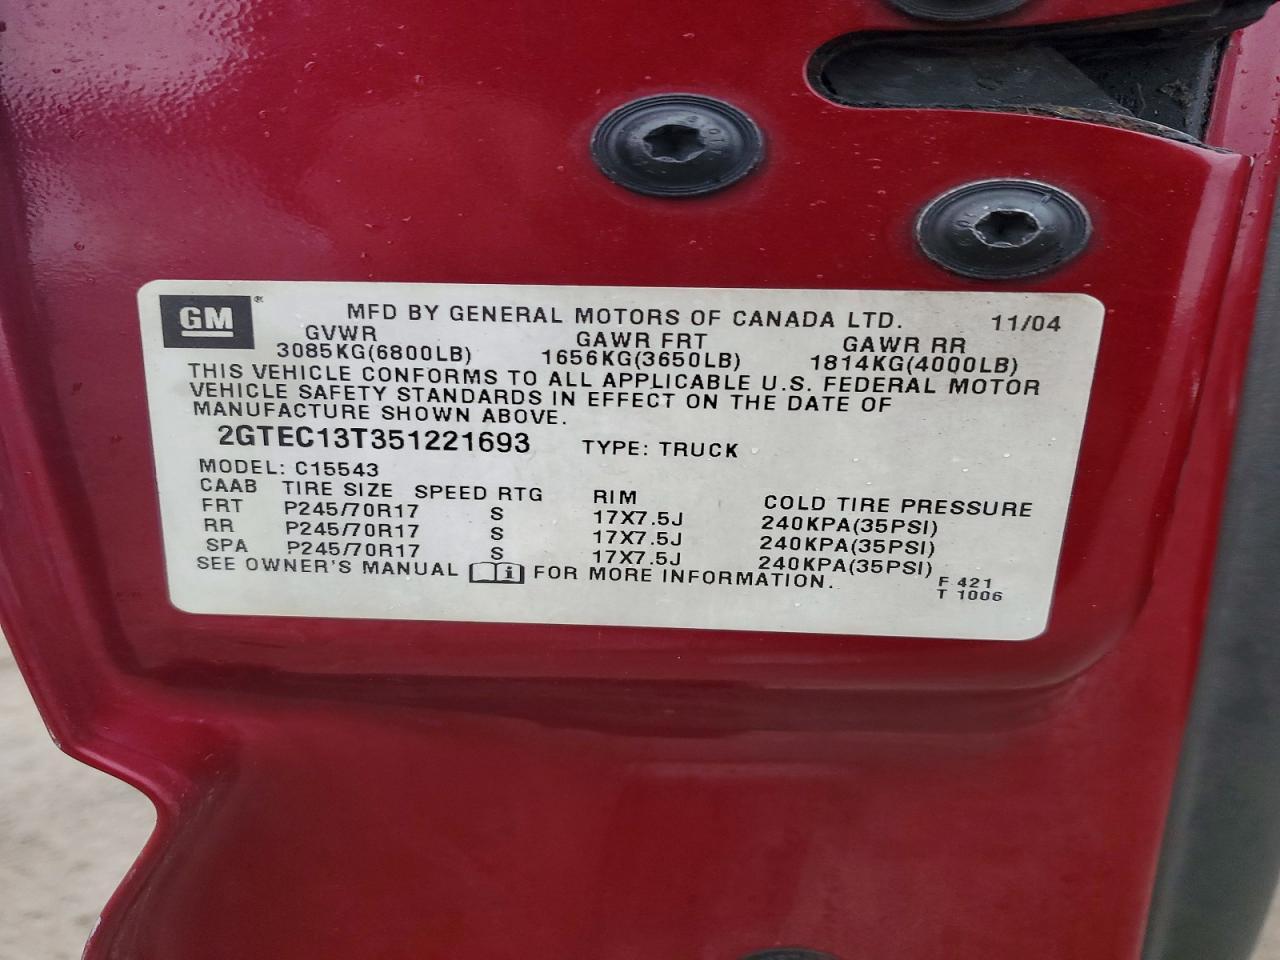 GM ® MFD BY GENERAL MOTORS OF CANADA LTD. 11/04
GVWR GAWR FRT GAWR RR
3085KG(6800LB) 1656KG(3650LB) 1814KG(4000LB)
THIS VEHICLE CONFORMS TO ALL APPLICABLE U.S. FEDERAL MOTOR
VEHICLE SAFETY STANDARDS IN EFFECT ON THE DATE OF
MANUFACTURE SHOWN ABOVE.
2GTEC13T351221693 TYPE: TRUCK
MODEL: C15543
CAAB TIRE SIZE SPEED RTG RIM COLD TIRE PRESSURE
FRT P245/70R17 S 17X7.5J 240KPA(35PSI)
RR P245/70R17 S 17X7.5J 240KPA(35PSI)
SPA P245/70R17 S 17X7.5J 240KPA(35PSI)
SEE OWNER'S MANUAL i FOR MORE INFORMATION.
F 421
T 1006